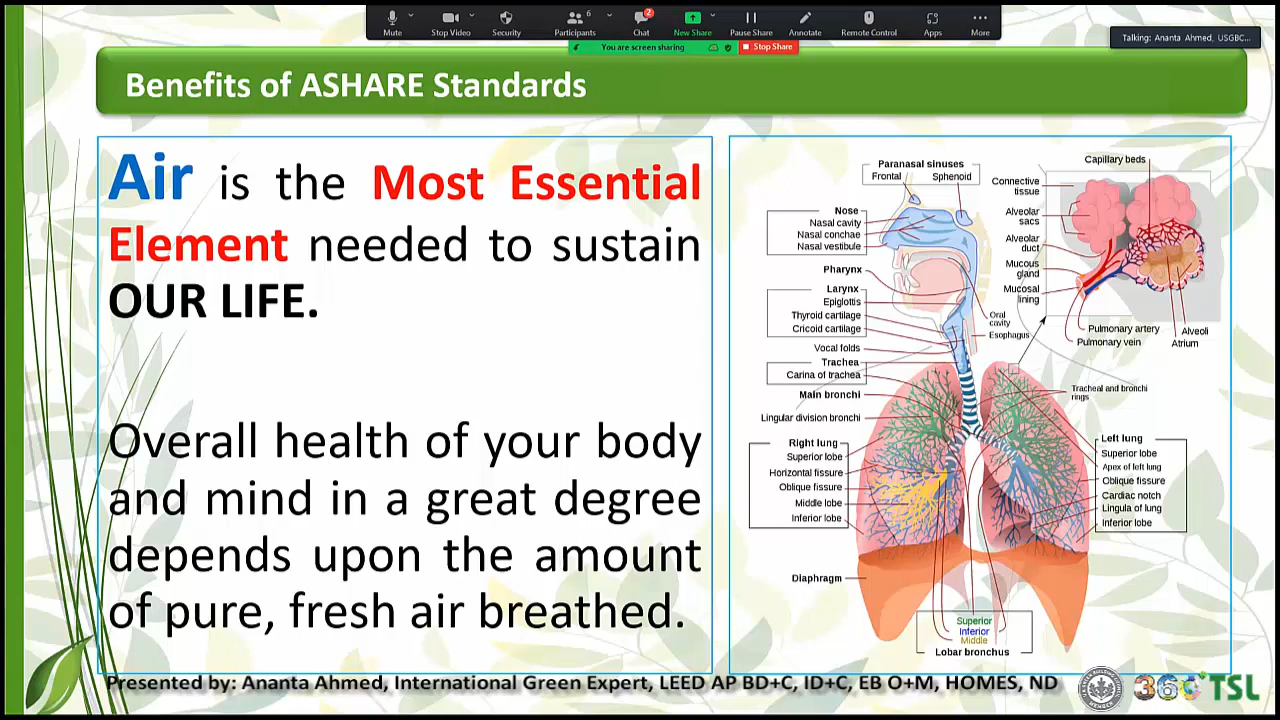 Mute
Stop Video
Security
6
Participants
2
Chat
New Share
Pause Share
Annotate
Remote Control
Apps
More
You are screen sharing
Stop Share
Talking: Ananta Ahmed, USGBC...
Benefits of ASHARE Standards
Air is the Most Essential
Element needed to sustain
OUR LIFE.
Overall health of your body
and mind in a great degree
depends upon the amount
of pure, fresh air breathed.
Paranasal sinuses
Frontal
Sphenoid
Nose
Nasal cavity
Nasal conchae
Nasal vestibule
Pharynx
Larynx
Epiglottis
Thyroid cartilage
Cricoid cartilage
Vocal folds
Trachea
Carina of trachea
Main bronchi
Lingular division bronchi
Right lung
Superior lobe
Horizontal fissure
Oblique fissure
Middle lobe
Inferior lobe
Diaphragm
Oral
cavity
Esophagus
Capillary beds
Connective
tissue
Alveolar
sacs
Alveolar
duct
Mucous
gland
Mucosal
lining
Pulmonary artery
Pulmonary vein
Alveoli
Atrium
Tracheal and bronchi
rings
Left lung
Superior lobe
Apex of left lung
Oblique fissure
Cardiac notch
Lingula of lung
Inferior lobe
Superior
Inferior
Middle
Lobar bronchus
Presented by: Ananta Ahmed, International Green Expert, LEED AP BD+C, ID+C, EB O+M, HOMES, ND
360TSL